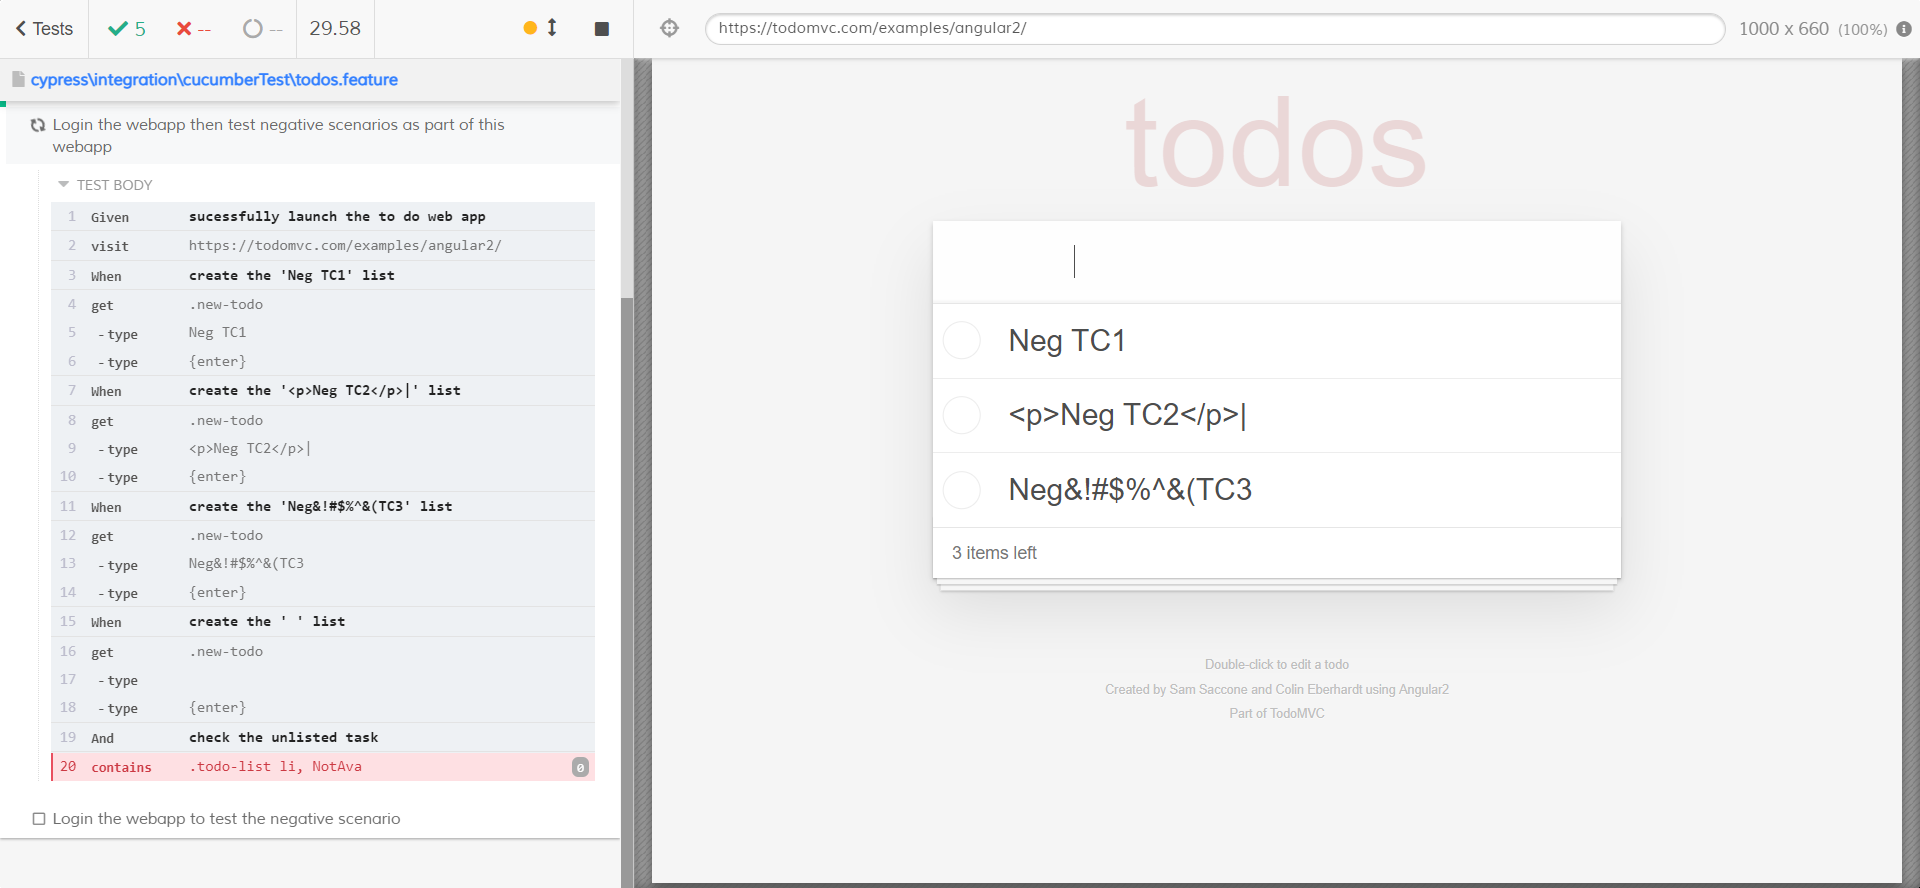 Tests
5
--
--
29.58
https://todomvc.com/examples/angular2/
1000 x 660 (100%)
cypress\integration\cucumberTest\todos.feature
Login the webapp then test negative scenarios as part of this
webapp
TEST BODY
1 Given sucessfully launch the to do web app
2 visit https://todomvc.com/examples/angular2/
3 When create the 'Neg TC1' list
4 get .new-todo
5 -type Neg TC1
6 -type {enter}
7 When create the '<p>Neg TC2</p>|' list
8 get .new-todo
9 -type <p>Neg TC2</p>|
10 -type {enter}
11 When create the 'Neg&!#$%^&(TC3' list
12 get .new-todo
13 -type Neg&!#$%^&(TC3
14 -type {enter}
15 When create the ' ' list
16 get .new-todo
17 -type
18 -type {enter}
19 And check the unlisted task
20 contains .todo-list li, NotAva 0
Login the webapp to test the negative scenario
todos
Neg TC1
<p>Neg TC2</p>|
Neg&!#$%^&(TC3
3 items left
Double-click to edit a todo
Created by Sam Saccone and Colin Eberhardt using Angular2
Part of TodoMVC